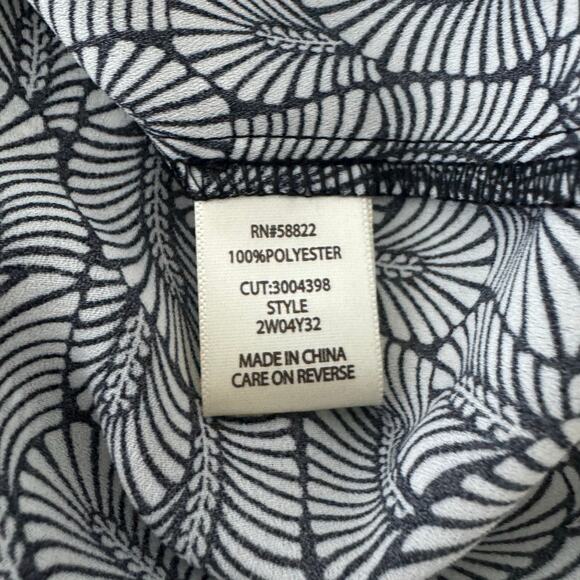 RN#58822
100%POLYESTER
CUT:3004398
STYLE
2W04Y32
MADE IN CHINA
CARE ON REVERSE